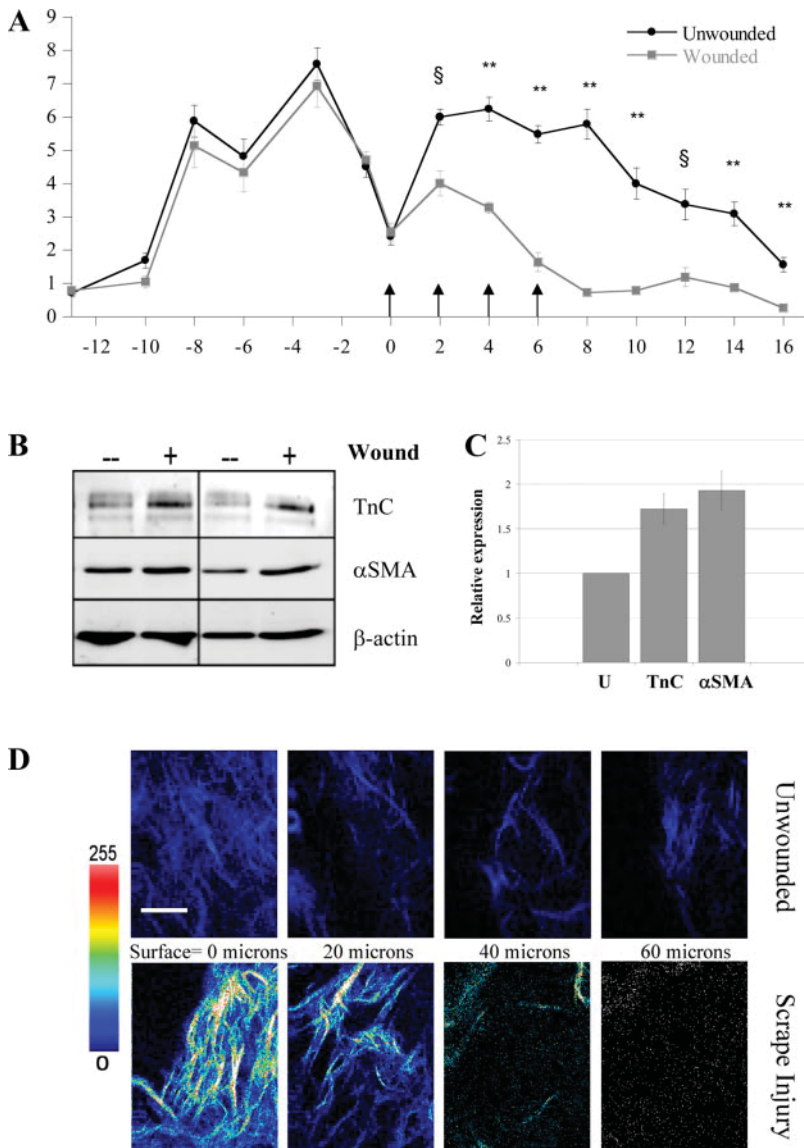 A
Unwounded
Wounded
9
8
7
6
5
4
3
2
1
0
§ ** ** ** ** § ** **
-12 -10 -8 -6 -4 -2 0 2 4 6 8 10 12 14 16
B
-- + -- + Wound
TnC
αSMA
β-actin
C
Relative expression
2.5
2
1.5
1
0.5
0
U TnC αSMA
D
255
0
Unwounded
Surface= 0 microns 20 microns 40 microns 60 microns
Scrape Injury